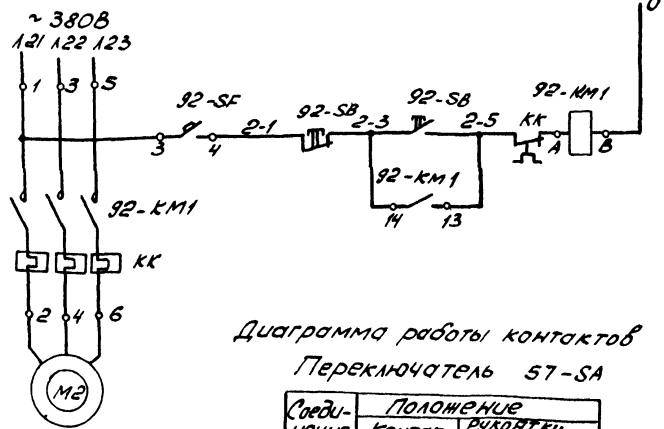 ~ 380В
0
Л21 Л22 Л23
1 3 5
92-SF 92-SB 92-SB 92-КМ1
3 4 2-1 2-3 2-5 КК А В
92-КМ1
14 13
92-КМ1
КК
2 4 6
М2
Диаграмма работы контактов
Переключатель 57-SA
Соеди- Положение
рукоятки